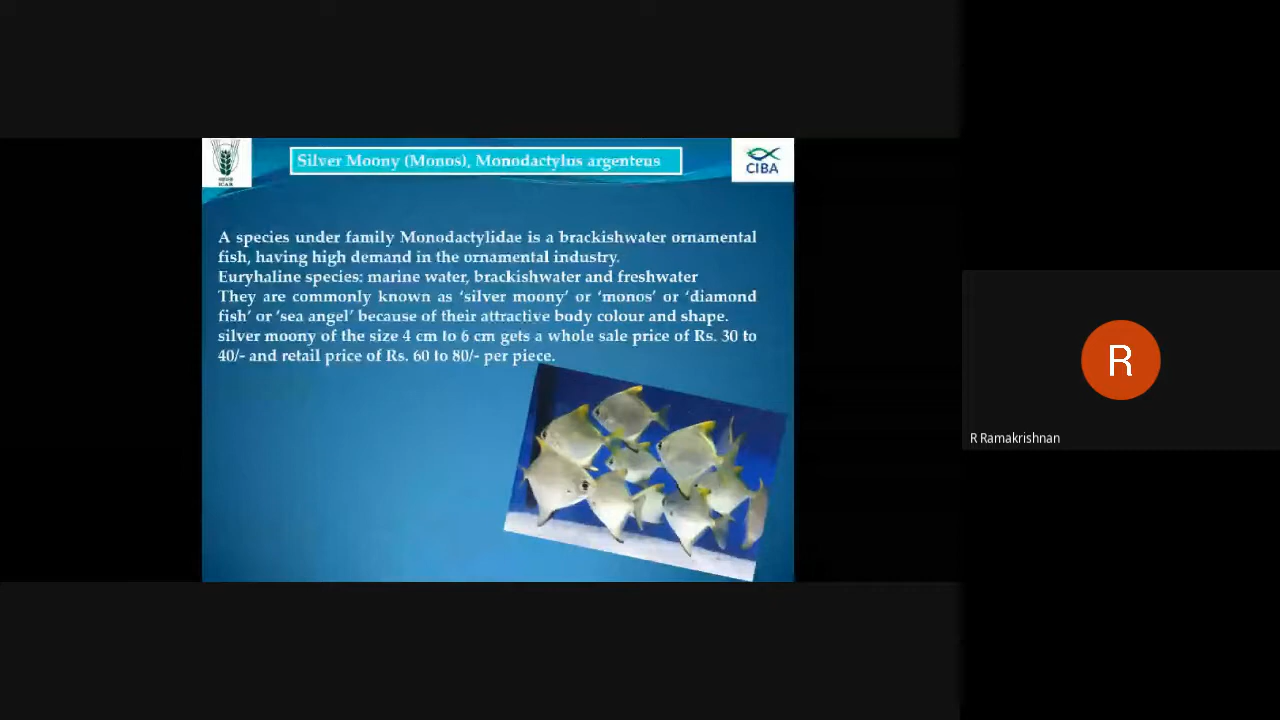 Silver Moony (Monos), Monodactylus argenteus
ICAR
CIBA
A species under family Monodactylidae is a brackishwater ornamental
fish, having high demand in the ornamental industry.
Euryhaline species: marine water, brackishwater and freshwater
They are commonly known as ‘silver moony’ or ‘monos’ or ‘diamond
fish’ or ‘sea angel’ because of their attractive body colour and shape.
silver moony of the size 4 cm to 6 cm gets a whole sale price of Rs. 30 to
40/- and retail price of Rs. 60 to 80/- per piece.
R
R Ramakrishnan